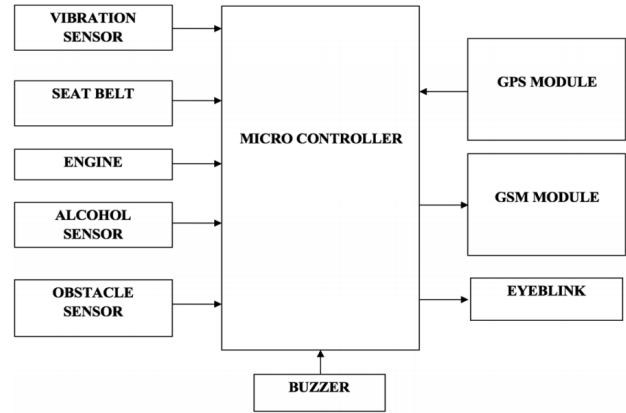 VIBRATION
SENSOR
SEAT BELT
ENGINE
ALCOHOL
SENSOR
OBSTACLE
SENSOR
MICRO CONTROLLER
GPS MODULE
GSM MODULE
EYEBLINK
BUZZER